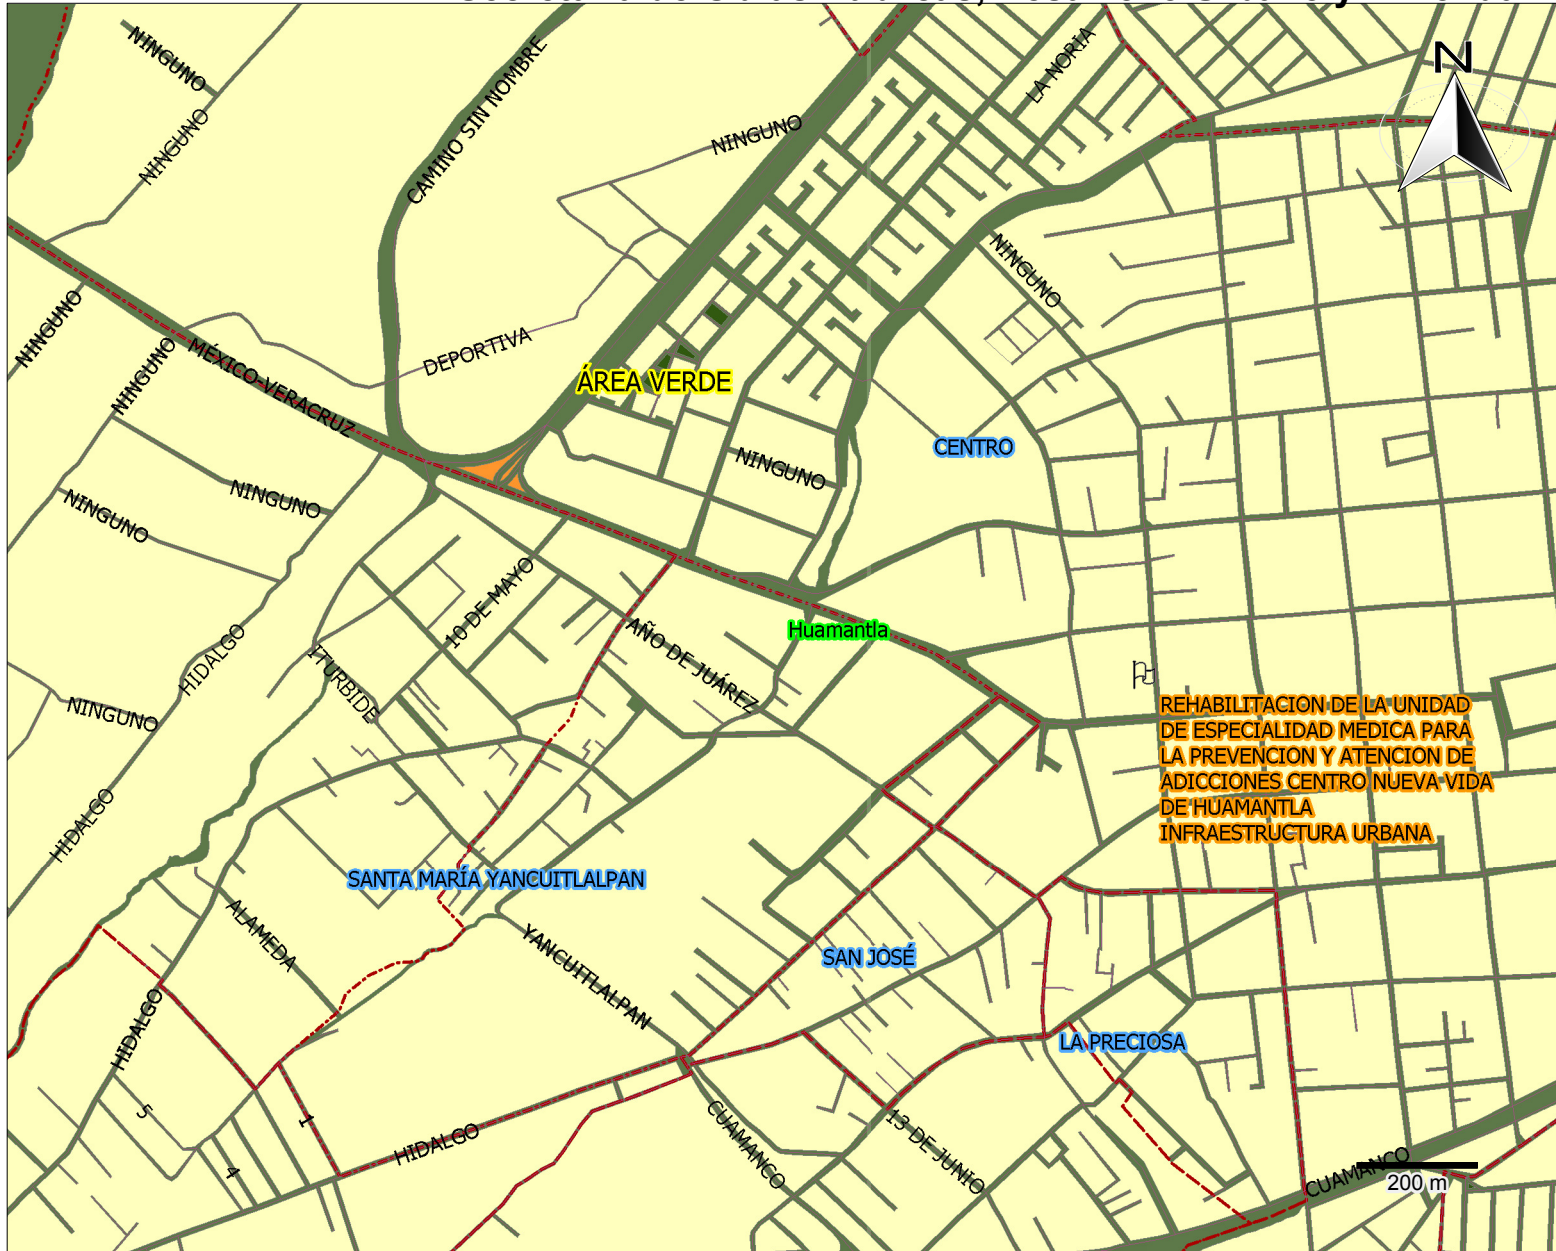 LA NORIA
N
NINGUNO
CAMINO SIN NOMBRE
NINGUNO
NINGUNO
NINGUNO
NINGUNO
MÉXICO-VERACRUZ
NINGUNO
DEPORTIVA
ÁREA VERDE
NINGUNO
CENTRO
NINGUNO
NINGUNO
NINGUNO
10 DE MAYO
Huamantla
AÑO DE JUÁREZ
HIDALGO
ITURBIDE
NINGUNO
REHABILITACION DE LA UNIDAD
DE ESPECIALIDAD MEDICA PARA
LA PREVENCION Y ATENCION DE
ADICCIONES CENTRO NUEVA VIDA
DE HUAMANTLA
INFRAESTRUCTURA URBANA
HIDALGO
SANTA MARÍA YANCUITLALPAN
ALAMEDA
YANCUITLALPAN
SAN JOSÉ
HIDALGO
LA PRECIOSA
5
1
4
HIDALGO
CUAMANCO
13 DE JUNIO
CUAMANCO
200 m